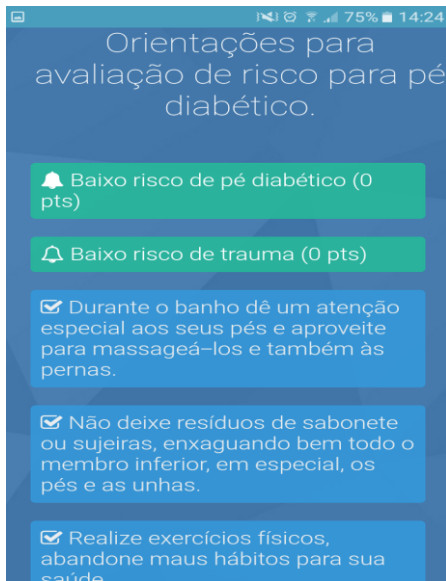 75% 14:24
Orientações para
avaliação de risco para pé
diabético.
Baixo risco de pé diabético (0
pts)
Baixo risco de trauma (0 pts)
Durante o banho dê um atenção
especial aos seus pés e aproveite
para massageá–los e também às
pernas.
Não deixe resíduos de sabonete
ou sujeiras, enxaguando bem todo o
membro inferior, em especial, os
pés e as unhas.
Realize exercícios físicos,
abandone maus hábitos para sua
saúde